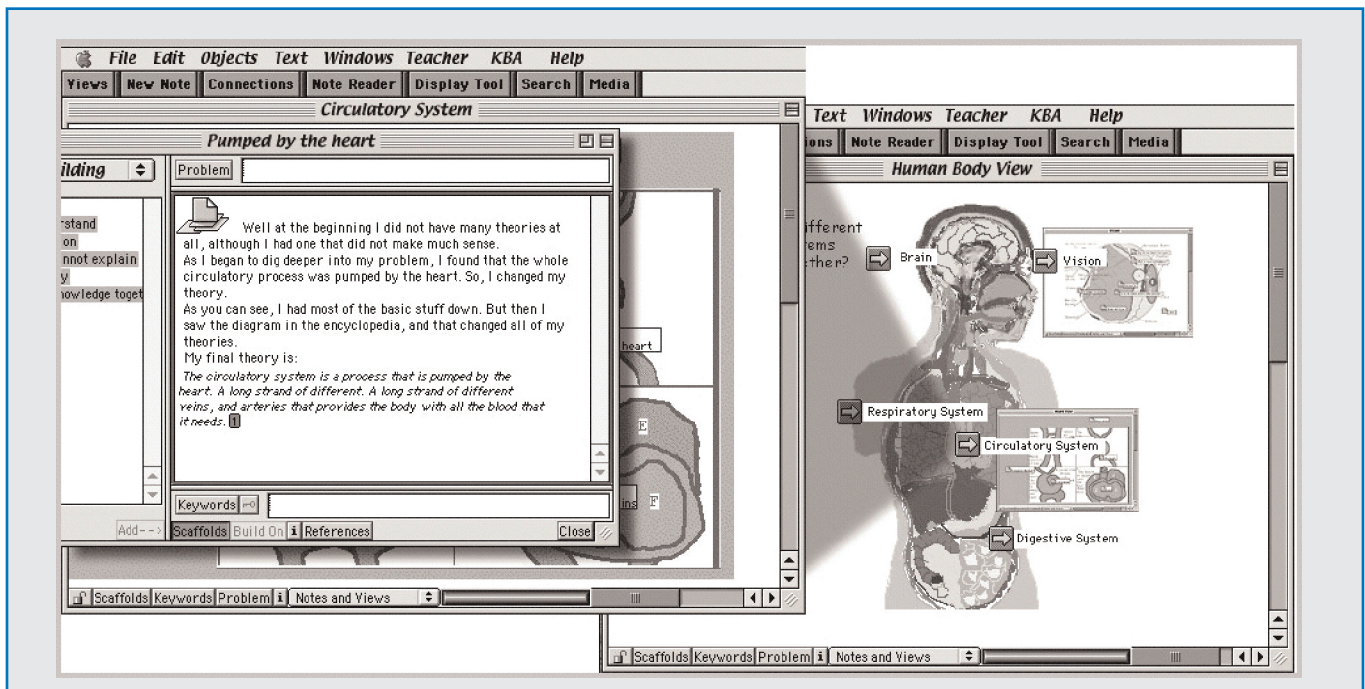 File Edit Objects Text Windows Teacher KBA Help
Views New Note Connections Note Reader Display Tool Search Media
Circulatory System
Pumped by the heart
ilding
Problem
rstand
on
nnot explain
y
nowledge toget
Well at the beginning I did not have many theories at
all, although I had one that did not make much sense.
As I began to dig deeper into my problem, I found that the whole
circulatory process was pumped by the heart. So, I changed my
theory.
As you can see, I had most of the basic stuff down. But then I
saw the diagram in the encyclopedia, and that changed all of my
theories.
My final theory is:
The circulatory system is a process that is pumped by the
heart. A long strand of different. A long strand of different
veins, and arteries that provides the body with all the blood that
it needs. 1
Keywords
Add-->
Scaffolds Build On i References Close
heart
E
ins F
Scaffolds Keywords Problem i Notes and Views
Text Windows Teacher KBA Help
ions Note Reader Display Tool Search Media
Human Body View
ifferent
tems
ther?
Brain
Vision
Respiratory System
Circulatory System
Digestive System
Scaffolds Keywords Problem i Notes and Views